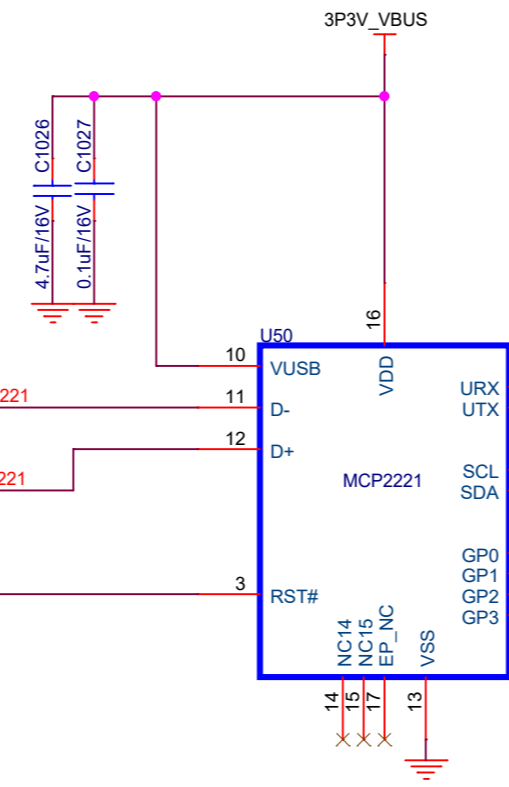 3P3V_VBUS
C1026
C1027
4.7uF/16V
0.1uF/16V
16
U50
10
VUSB
VDD
221
11
D-
URX
UTX
12
D+
221
MCP2221
SCL
SDA
GP0
GP1
GP2
GP3
3
RST#
NC14
NC15
EP_NC
VSS
14
15
17
13